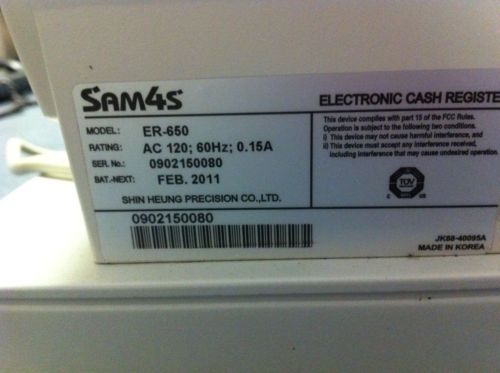 SAM4S
ELECTRONIC CASH REGISTE
MODEL: ER-650
RATING: AC 120; 60Hz; 0.15A
SER. No.: 0902150080
BAT.-NEXT: FEB. 2011
SHIN HEUNG PRECISION CO.,LTD.
This device complies with part 15 of the FCC Rules.
Operation is subject to the following two conditions.
i) This device may not cause harmful interference, and
ii) This device must accept any interference received,
including interference that may cause undesired operation.
TÜV
C US
0902150080
JK68-40095A
MADE IN KOREA